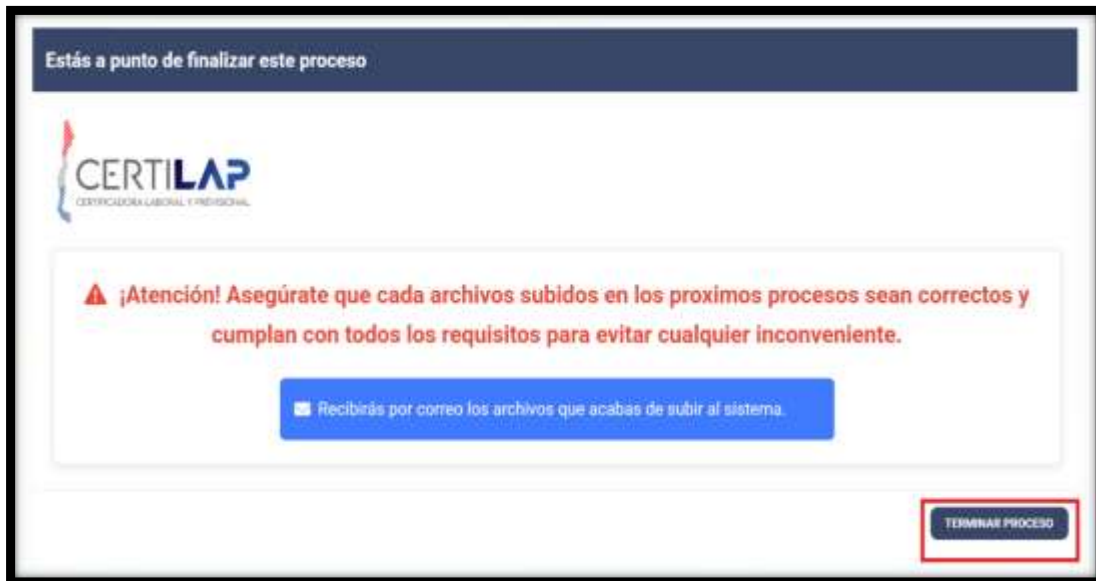 Estás a punto de finalizar este proceso
CERTILAP
CERTIFICADORA LABORAL Y PREVISIONAL
¡Atención! Asegúrate que cada archivos subidos en los proximos procesos sean correctos y
cumplan con todos los requisitos para evitar cualquier inconveniente.
Recibirás por correo los archivos que acabas de subir al sistema.
TERMINAR PROCESO